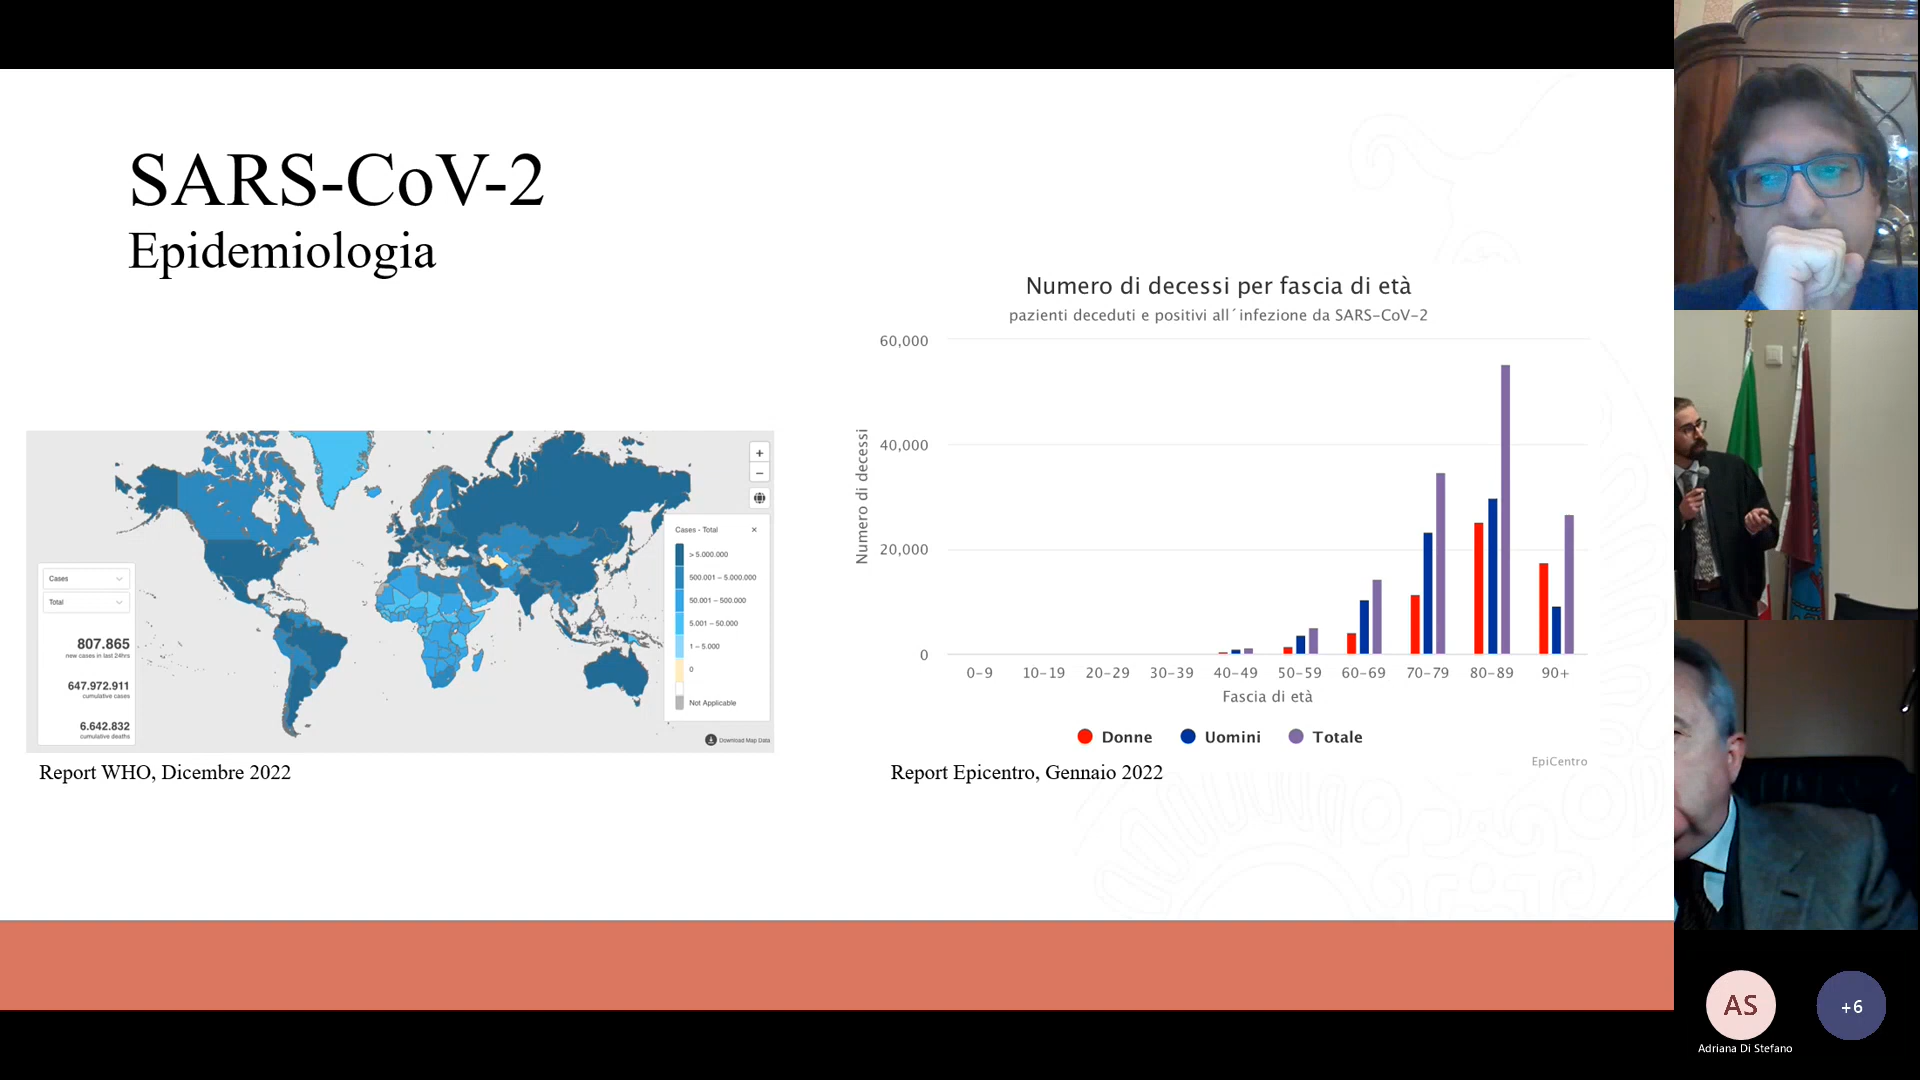 SARS-CoV-2
Epidemiologia
+
−
Cases - Total ×
> 5.000.000
500.001 – 5.000.000
50.001 – 500.000
5.001 – 50.000
1 – 5.000
0
Not Applicable
Cases
Total
807.865
new cases in last 24hrs
647.972.911
cumulative cases
6.642.832
cumulative deaths
Download Map Data
Report WHO, Dicembre 2022
Numero di decessi per fascia di età
pazienti deceduti e positivi all´infezione da SARS-CoV-2
Numero di decessi
60,000
40,000
20,000
0
0-9 10-19 20-29 30-39 40-49 50-59 60-69 70-79 80-89 90+
Fascia di età
Donne Uomini Totale
EpiCentro
Report Epicentro, Gennaio 2022
AS
+6
Adriana Di Stefano